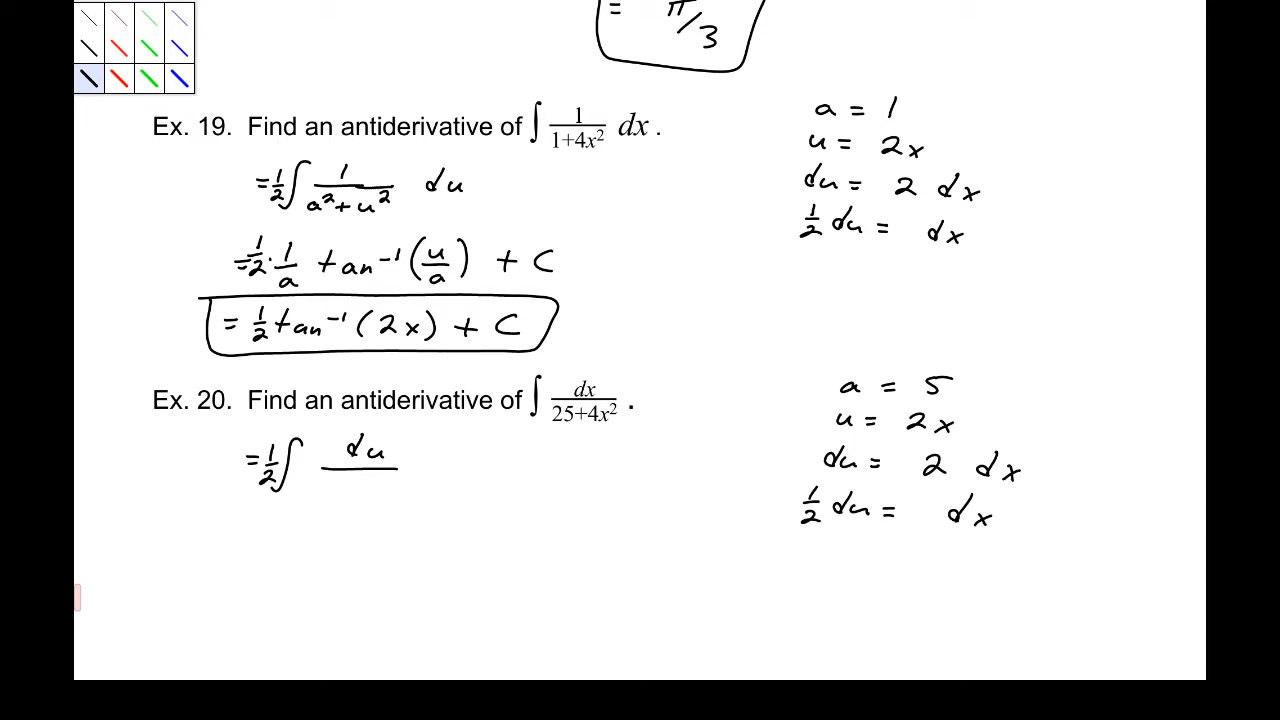 = π/3
Ex. 19. Find an antiderivative of ∫ 1/(1+4x²) dx .
= 1/2 ∫ 1/(a² + u²) du
= 1/2 · 1/a tan⁻¹ (u/a) + C
= 1/2 tan⁻¹ (2x) + C
a = 1
u = 2x
du = 2 dx
1/2 du = dx
Ex. 20. Find an antiderivative of ∫ dx/(25+4x²) .
= 1/2 ∫ du
a = 5
u = 2x
du = 2 dx
1/2 du = dx